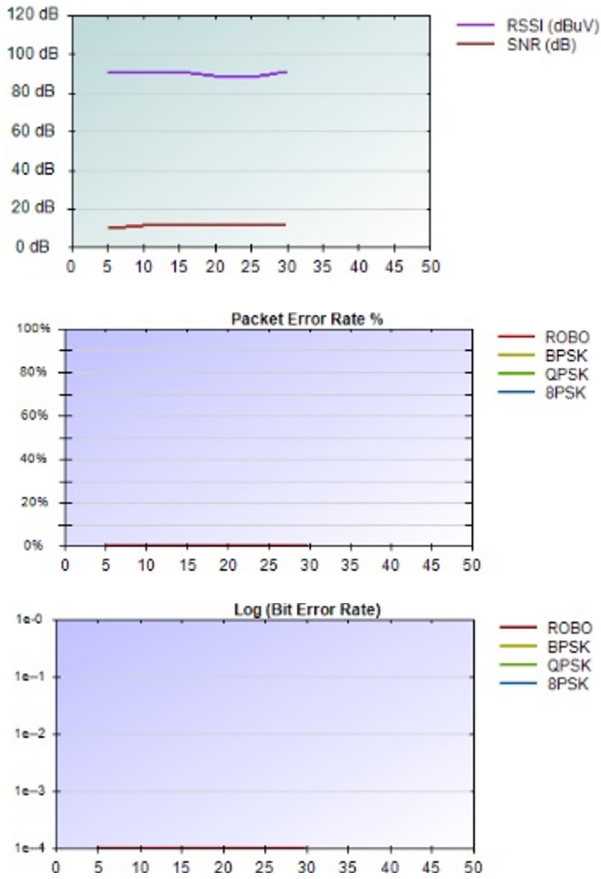 120 dB
100 dB
80 dB
60 dB
40 dB
20 dB
0 dB
0 5 10 15 20 25 30 35 40 45 50
RSSI (dBuV)
SNR (dB)
Packet Error Rate %
100%
80%
60%
40%
20%
0%
0 5 10 15 20 25 30 35 40 45 50
ROBO
BPSK
QPSK
8PSK
Log (Bit Error Rate)
1e-0
1e-1
1e-2
1e-3
1e-4
0 5 10 15 20 25 30 35 40 45 50
ROBO
BPSK
QPSK
8PSK